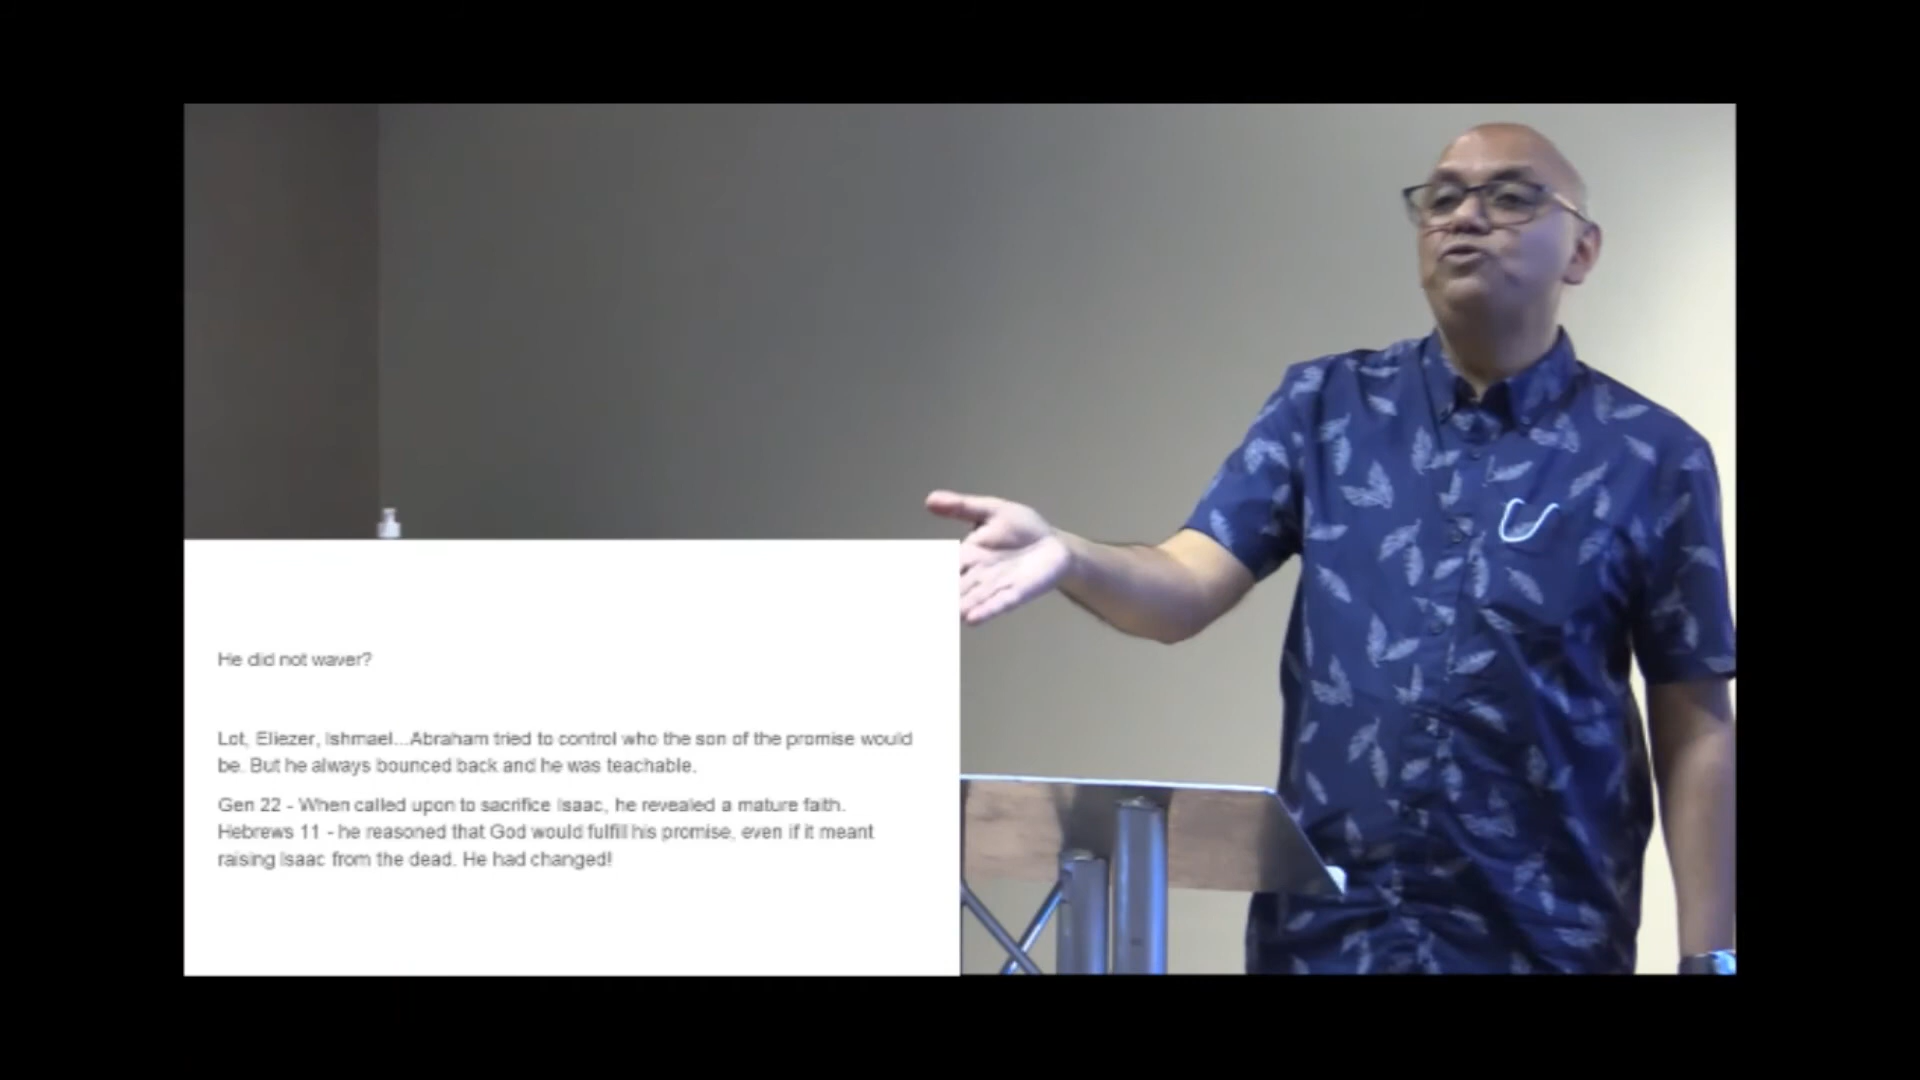 He did not waver?
Lot, Eliezer, Ishmael...Abraham tried to control who the son of the promise would
be. But he always bounced back and he was teachable.
Gen 22 - When called upon to sacrifice Isaac, he revealed a mature faith.
Hebrews 11 - he reasoned that God would fulfill his promise, even if it meant
raising Isaac from the dead. He had changed!